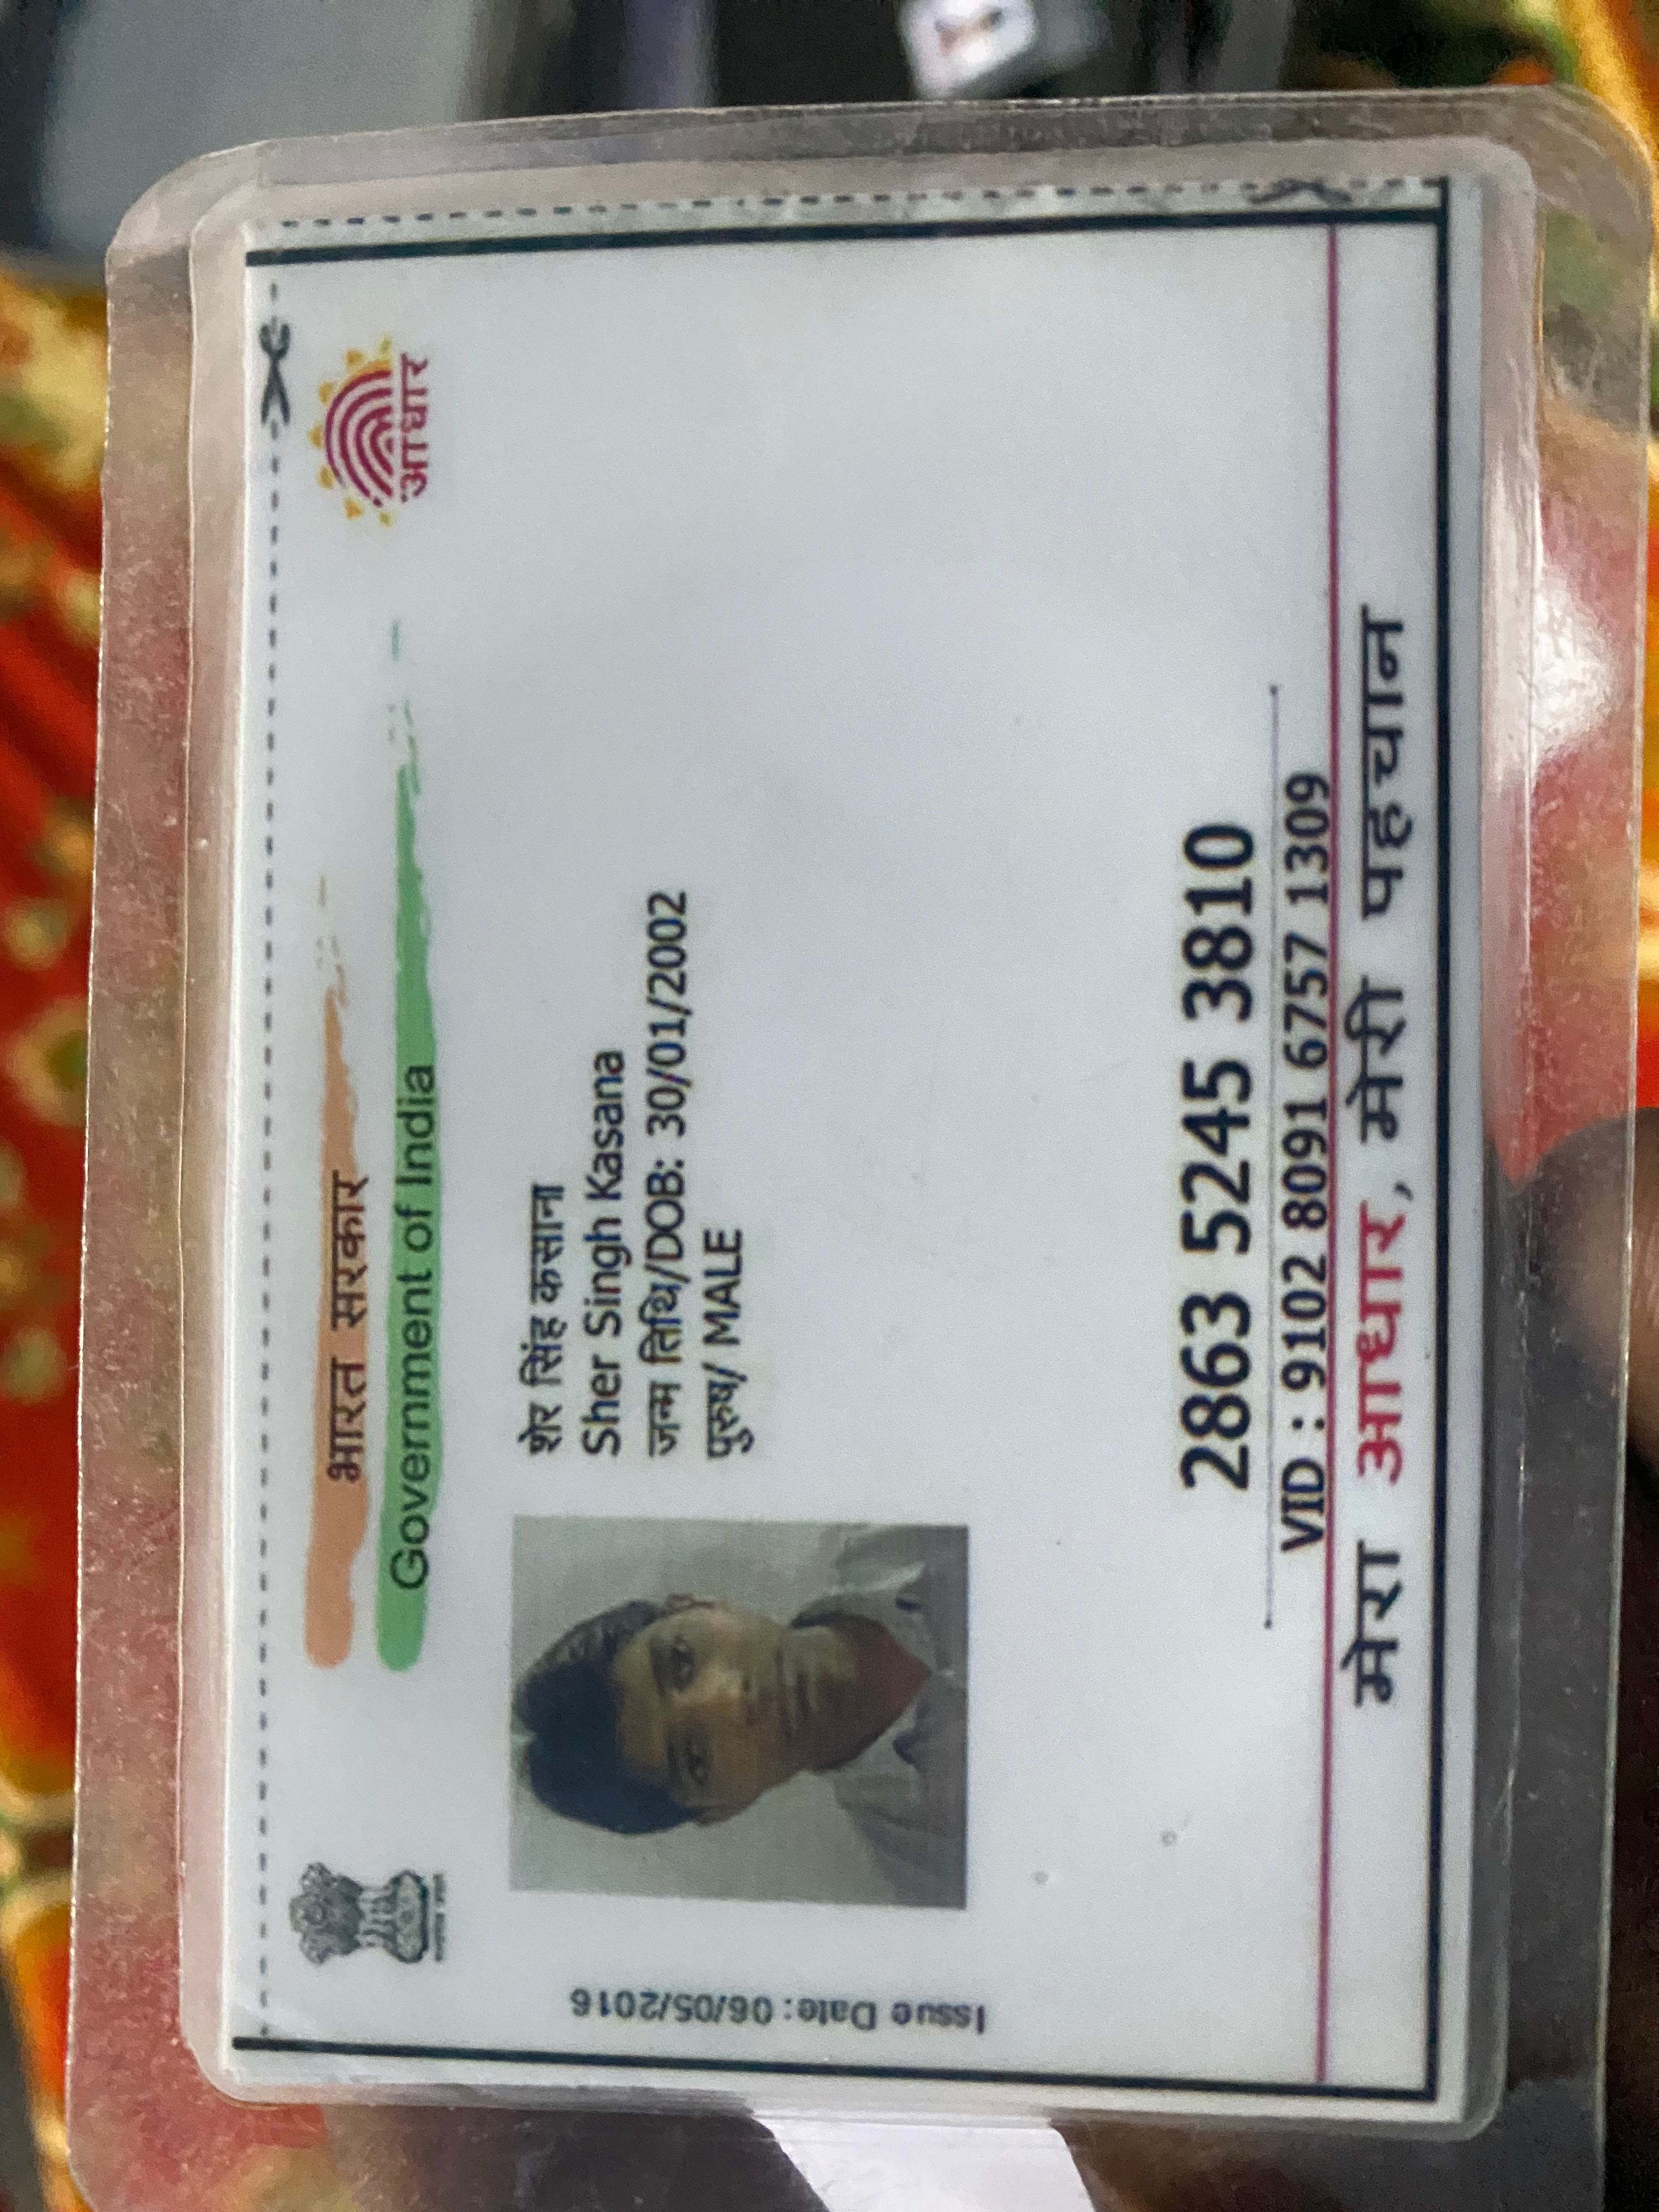 भारत सरकार
Government of India
आधार
Issue Date: 06/05/2016
शेर सिंह कसाना
Sher Singh Kasana
जन्म तिथि/DOB: 30/01/2002
पुरुष/ MALE
2863 5245 3810
VID : 9102 8091 6757 1309
मेरा आधार, मेरी पहचान